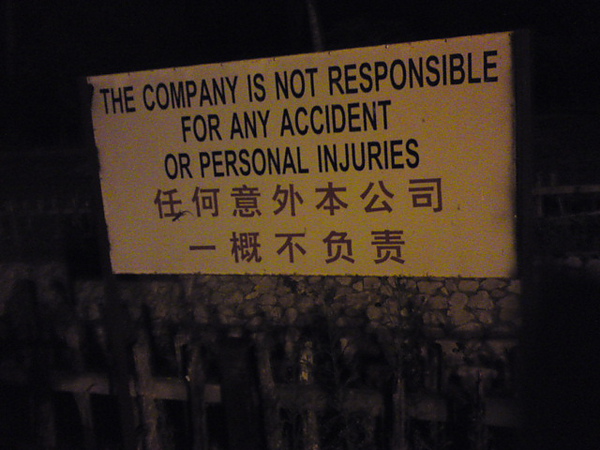 THE COMPANY IS NOT RESPONSIBLE
FOR ANY ACCIDENT
OR PERSONAL INJURIES
任何意外本公司
一概不负责